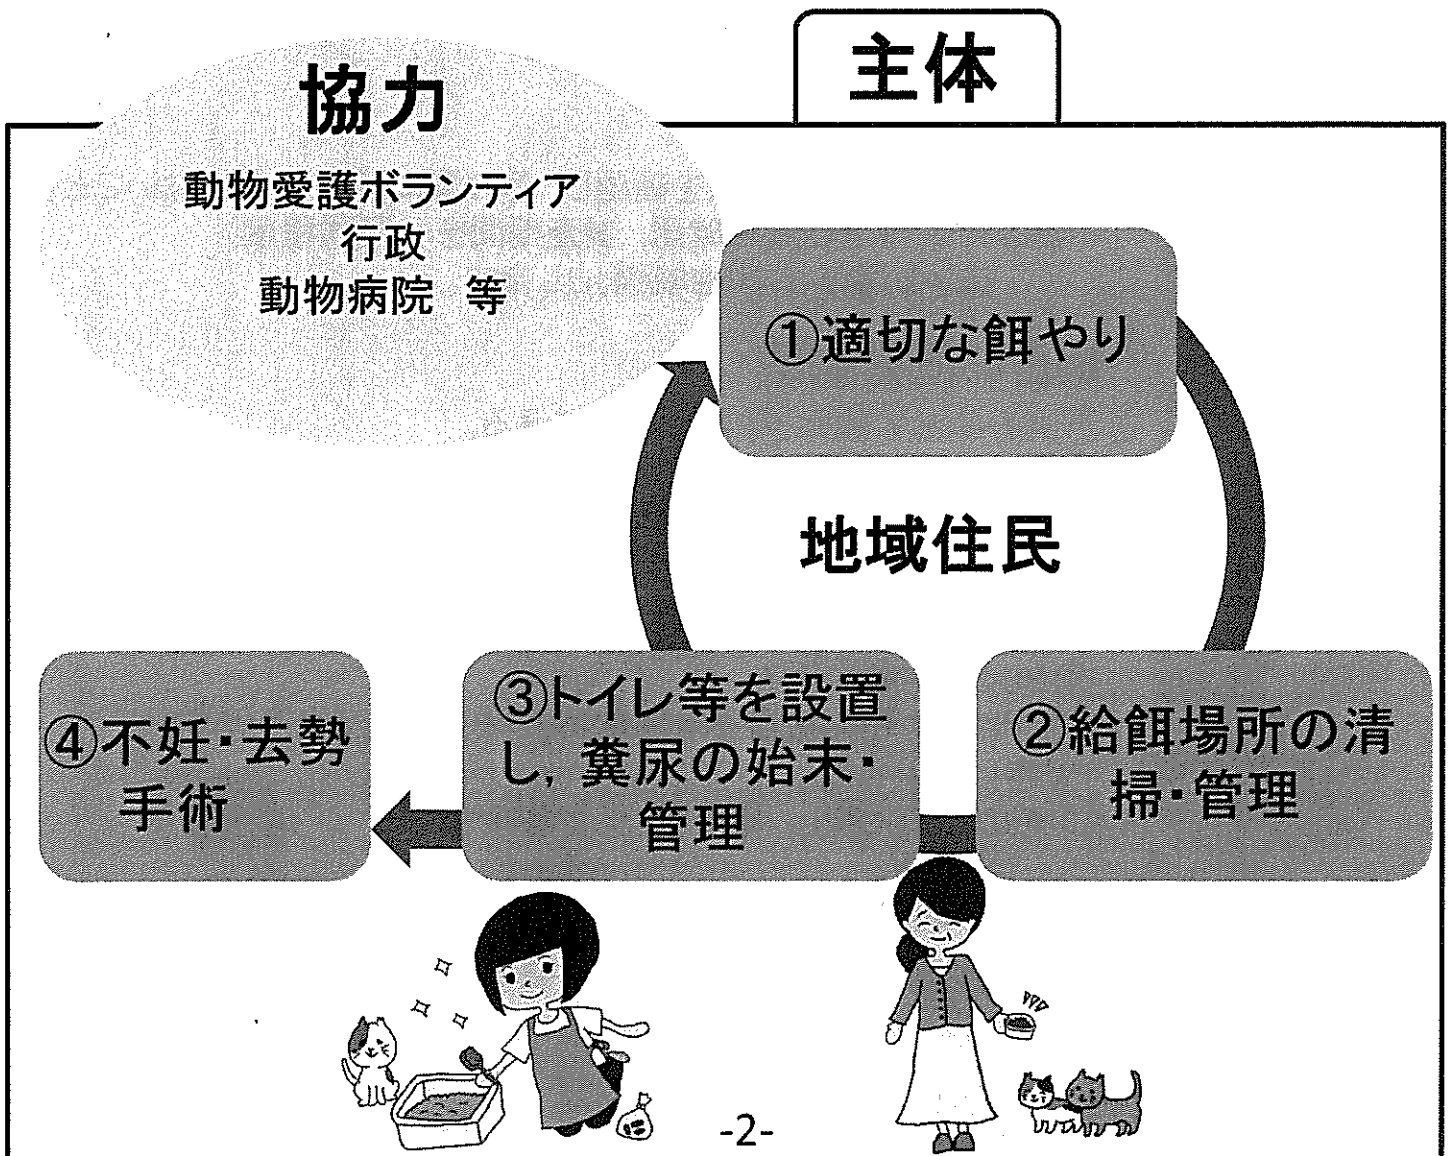 主体
協力
動物愛護ボランティア
行政
動物病院　等
①適切な餌やり
地域住民
②給餌場所の清
掃・管理
③トイレ等を設置
し，糞尿の始末・
管理
④不妊・去勢
手術
-2-